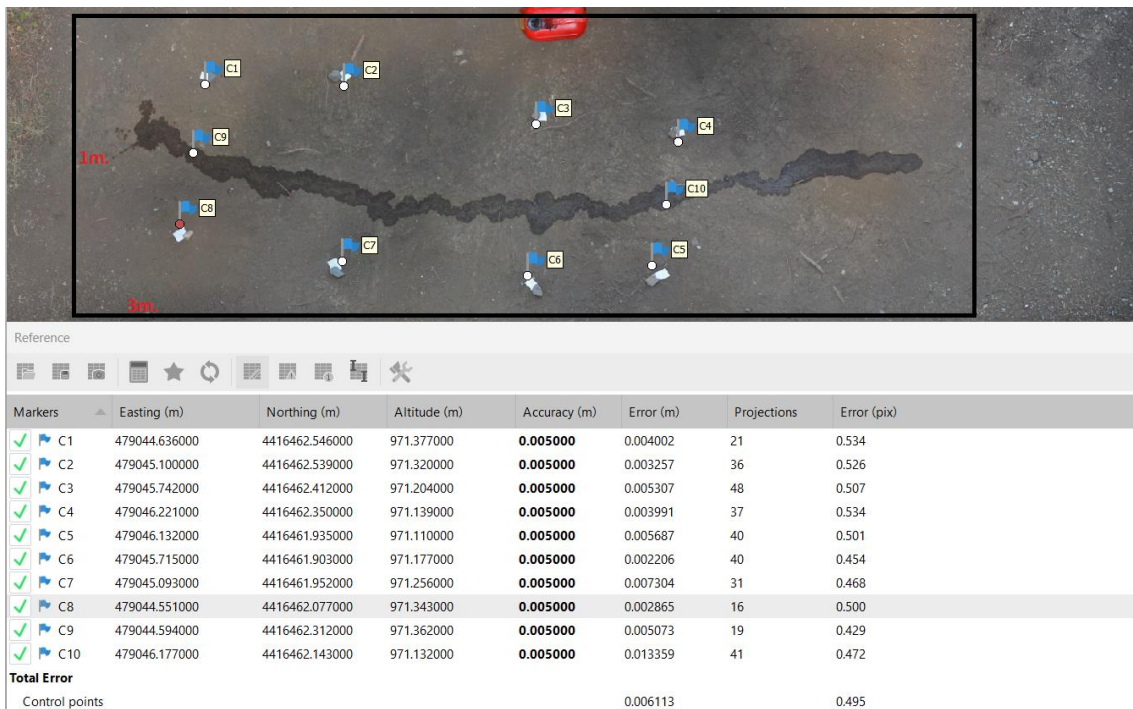 C1
C2
C3
C4
C9
1m.
C10
C8
C7
C5
C6
3m.
Reference
Markers Easting (m) Northing (m) Altitude (m) Accuracy (m) Error (m) Projections Error (pix)
C1 479044.636000 4416462.546000 971.377000 0.005000 0.004002 21 0.534
C2 479045.100000 4416462.539000 971.320000 0.005000 0.003257 36 0.526
C3 479045.742000 4416462.412000 971.204000 0.005000 0.005307 48 0.507
C4 479046.221000 4416462.350000 971.139000 0.005000 0.003991 37 0.534
C5 479046.132000 4416461.935000 971.110000 0.005000 0.005687 40 0.501
C6 479045.715000 4416461.903000 971.177000 0.005000 0.002206 40 0.454
C7 479045.093000 4416461.952000 971.256000 0.005000 0.007304 31 0.468
C8 479044.551000 4416462.077000 971.343000 0.005000 0.002865 16 0.500
C9 479044.594000 4416462.312000 971.362000 0.005000 0.005073 19 0.429
C10 479046.177000 4416462.143000 971.132000 0.005000 0.013359 41 0.472
Total Error
Control points 0.006113 0.495